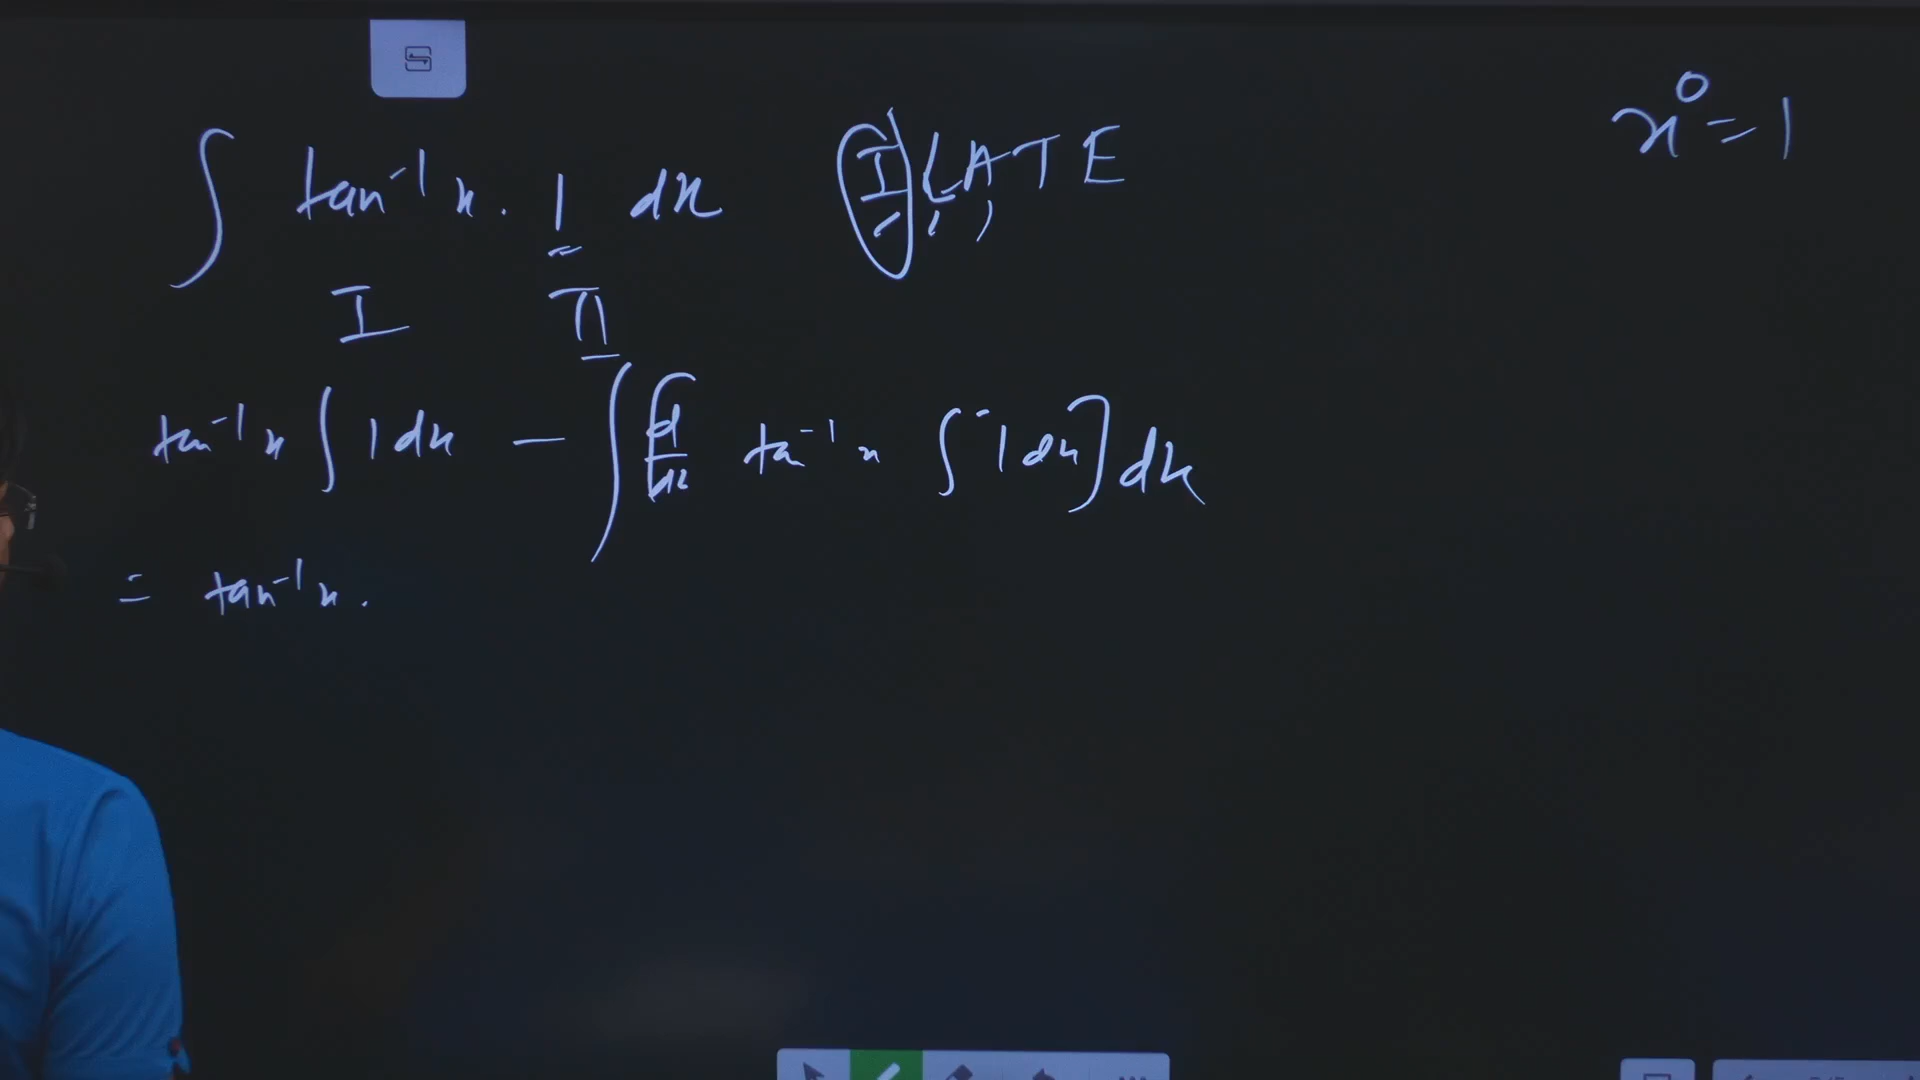 ∫ tan⁻¹x . 1 dx ILATE x⁰ = 1
I II
tan⁻¹x ∫ 1 dx − ∫ [d/dx tan⁻¹x ∫ 1 dx] dx
= tan⁻¹x .